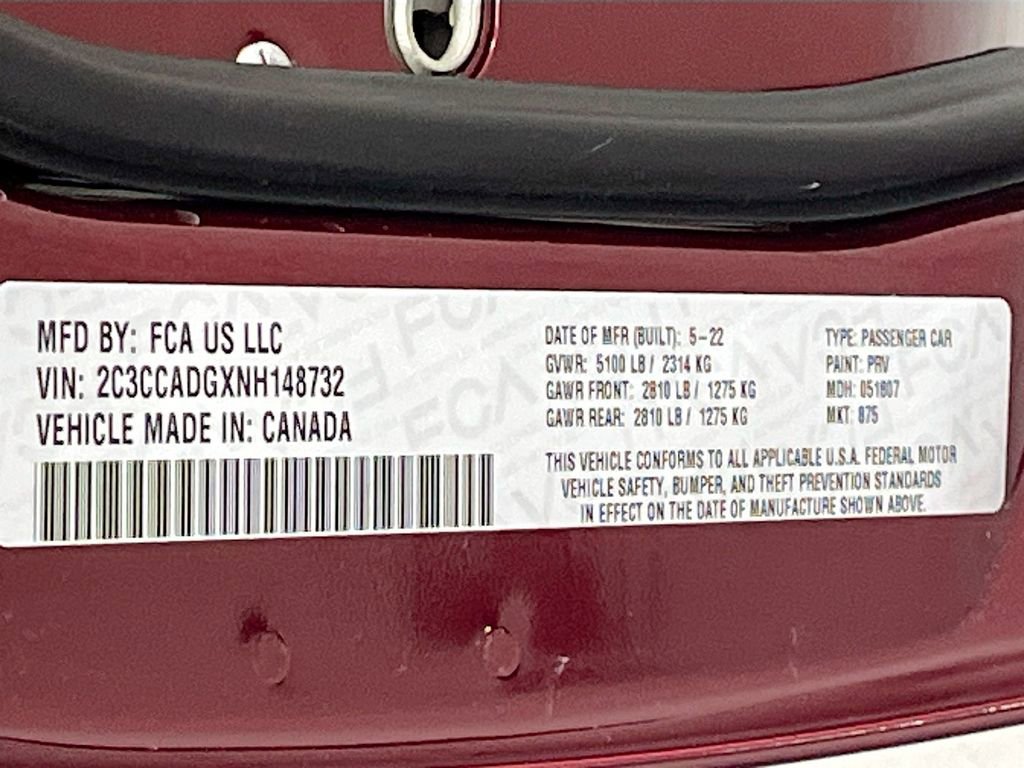 MFD BY: FCA US LLC
VIN: 2C3CCADGXNH148732
VEHICLE MADE IN: CANADA
DATE OF MFR (BUILT): 5-22
GVWR: 5100 LB / 2314 KG
GAWR FRONT: 2810 LB / 1275 KG
GAWR REAR: 2810 LB / 1275 KG
TYPE: PASSENGER CAR
PAINT: PRV
MDH: 051607
MKT: 875
THIS VEHICLE CONFORMS TO ALL APPLICABLE U.S.A. FEDERAL MOTOR
VEHICLE SAFETY, BUMPER, AND THEFT PREVENTION STANDARDS
IN EFFECT ON THE DATE OF MANUFACTURE SHOWN ABOVE.